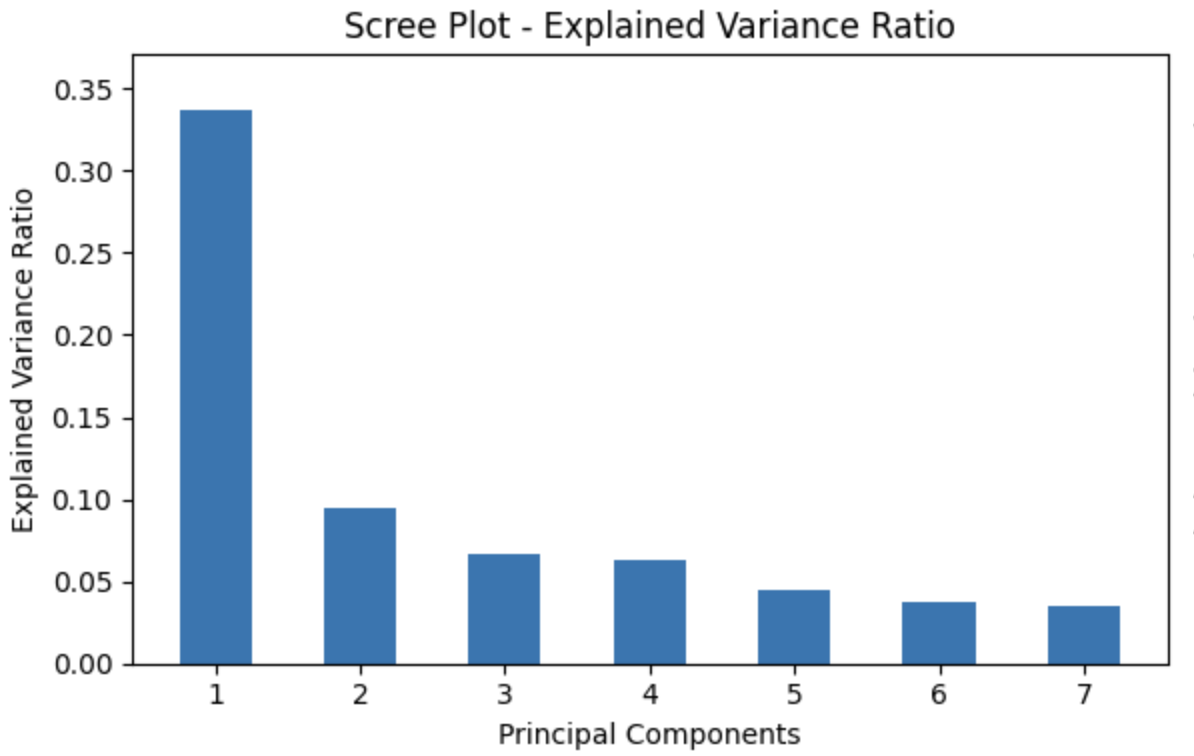 Scree Plot - Explained Variance Ratio
Explained Variance Ratio
0.35
0.30
0.25
0.20
0.15
0.10
0.05
0.00
1 2 3 4 5 6 7
Principal Components